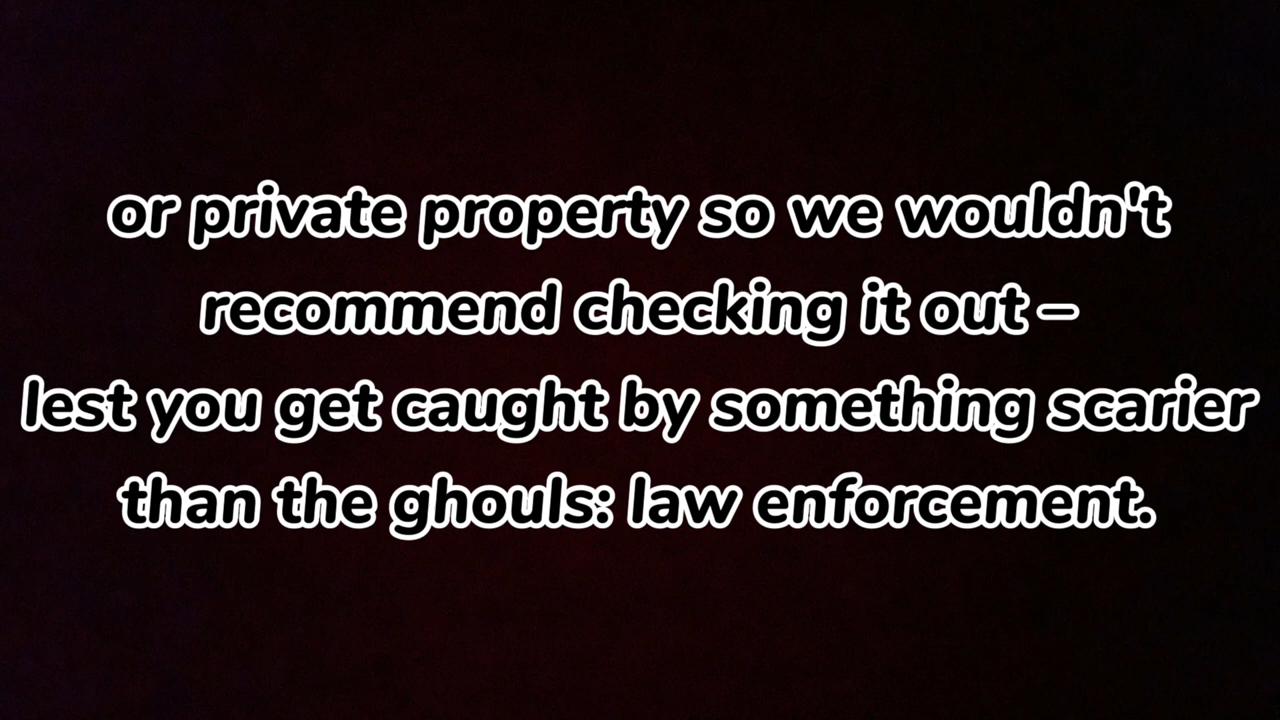 or private property so we wouldn't
recommend checking it out –
lest you get caught by something scarier
than the ghouls: law enforcement.